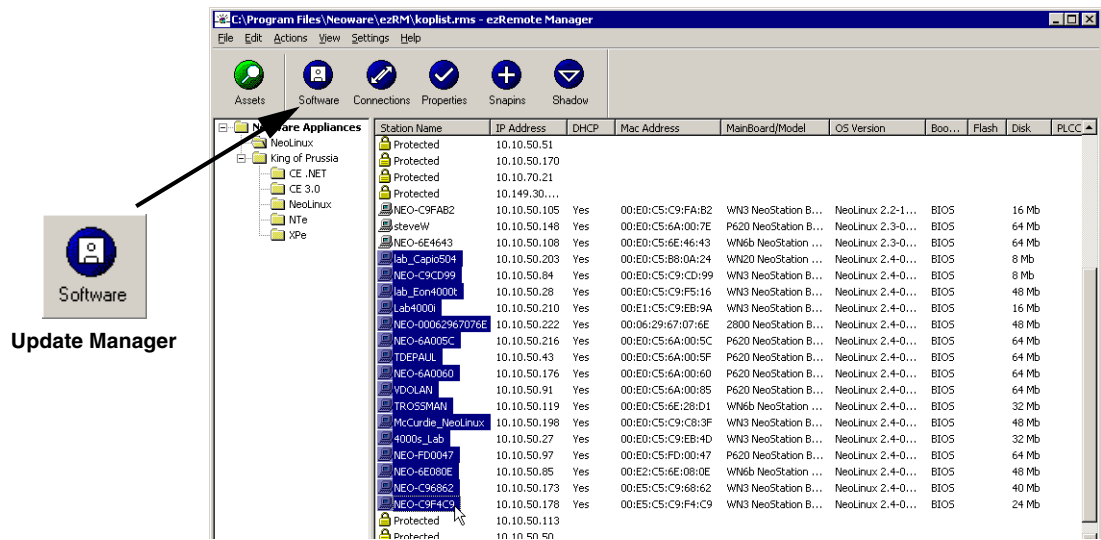 C:\Program Files\Neoware\ezRM\koplist.rms - ezRemote Manager
File Edit Actions View Settings Help
Assets Software Connections Properties Snapins Shadow
Neoware Appliances
NeoLinux
King of Prussia
CE .NET
CE 3.0
NeoLinux
NTe
XPe
Software
Update Manager
Station Name IP Address DHCP Mac Address MainBoard/Model OS Version Boo... Flash Disk PLCC
Protected 10.10.50.51
Protected 10.10.50.170
Protected 10.10.70.21
Protected 10.149.30....
NEO-C9FAB2 10.10.50.105 Yes 00:E0:C5:C9:FA:B2 WN3 NeoStation B... NeoLinux 2.2-1... BIOS 16 Mb
steveW 10.10.50.148 Yes 00:E0:C5:6A:00:7E P620 NeoStation B... NeoLinux 2.3-0... BIOS 64 Mb
NEO-6E4643 10.10.50.108 Yes 00:E0:C5:6E:46:43 WN6b NeoStation ... NeoLinux 2.3-0... BIOS 64 Mb
lab_Capio504 10.10.50.203 Yes 00:E0:C5:B8:0A:24 WN20 NeoStation ... NeoLinux 2.4-0... BIOS 8 Mb
NEO-C9CD99 10.10.50.84 Yes 00:E0:C5:C9:CD:99 WN3 NeoStation B... NeoLinux 2.4-0... BIOS 8 Mb
lab_Eon4000t 10.10.50.28 Yes 00:E0:C5:C9:F5:16 WN3 NeoStation B... NeoLinux 2.4-0... BIOS 48 Mb
Lab4000i 10.10.50.210 Yes 00:E1:C5:C9:EB:9A WN3 NeoStation B... NeoLinux 2.4-0... BIOS 16 Mb
NEO-00062967076E 10.10.50.222 Yes 00:06:29:67:07:6E 2800 NeoStation B... NeoLinux 2.4-0... BIOS 48 Mb
NEO-6A005C 10.10.50.216 Yes 00:E0:C5:6A:00:5C P620 NeoStation B... NeoLinux 2.4-0... BIOS 64 Mb
TDEPAUL 10.10.50.43 Yes 00:E0:C5:6A:00:5F P620 NeoStation B... NeoLinux 2.4-0... BIOS 64 Mb
NEO-6A0060 10.10.50.176 Yes 00:E0:C5:6A:00:60 P620 NeoStation B... NeoLinux 2.4-0... BIOS 64 Mb
VDOLAN 10.10.50.91 Yes 00:E0:C5:6A:00:85 P620 NeoStation B... NeoLinux 2.4-0... BIOS 64 Mb
TROSSMAN 10.10.50.119 Yes 00:E0:C5:6E:28:D1 WN6b NeoStation ... NeoLinux 2.4-0... BIOS 32 Mb
McCurdie_NeoLinux 10.10.50.198 Yes 00:E0:C5:C9:C8:3F WN3 NeoStation B... NeoLinux 2.4-0... BIOS 48 Mb
4000s_Lab 10.10.50.27 Yes 00:E0:C5:C9:EB:4D WN3 NeoStation B... NeoLinux 2.4-0... BIOS 32 Mb
NEO-FD0047 10.10.50.97 Yes 00:E0:C5:FD:00:47 P620 NeoStation B... NeoLinux 2.4-0... BIOS 64 Mb
NEO-6E080E 10.10.50.85 Yes 00:E2:C5:6E:08:0E WN6b NeoStation ... NeoLinux 2.4-0... BIOS 48 Mb
NEO-C96862 10.10.50.173 Yes 00:E5:C5:C9:68:62 WN3 NeoStation B... NeoLinux 2.4-0... BIOS 40 Mb
NEO-C9F4C9 10.10.50.178 Yes 00:E5:C5:C9:F4:C9 WN3 NeoStation B... NeoLinux 2.4-0... BIOS 24 Mb
Protected 10.10.50.113
Protected 10.10.50.50